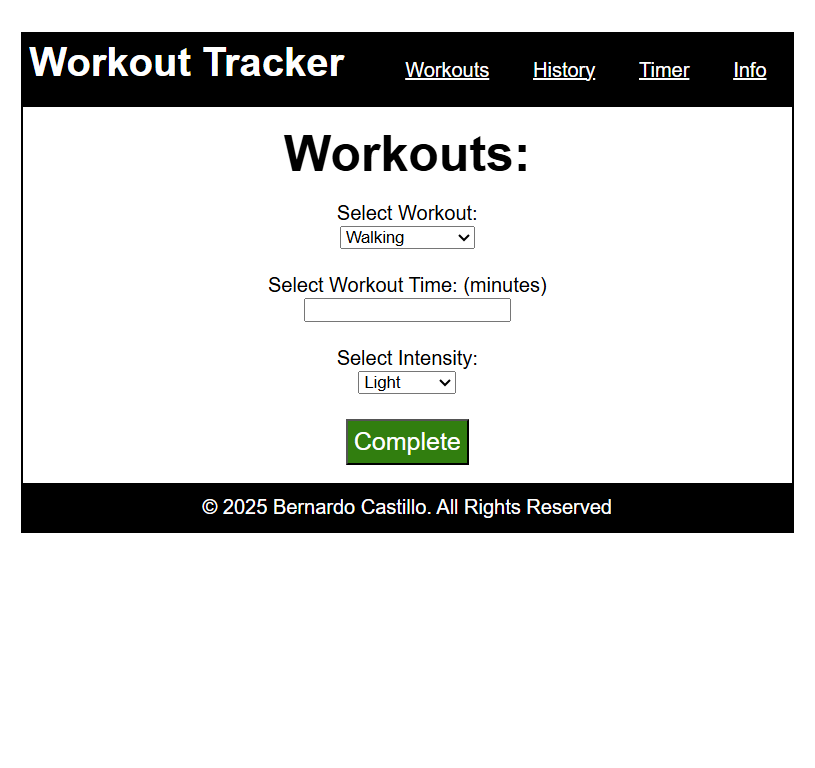 Workout Tracker
Workouts History Timer Info
Workouts:
Select Workout:
Walking
Select Workout Time: (minutes)
Select Intensity:
Light
Complete
© 2025 Bernardo Castillo. All Rights Reserved